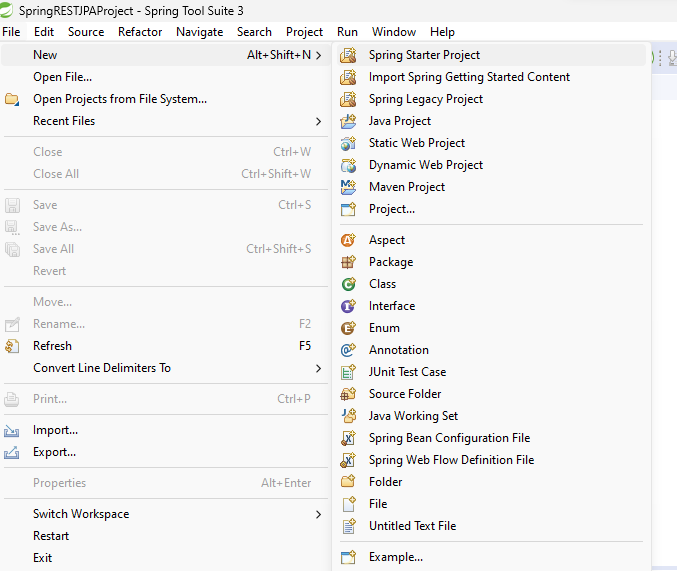 SpringRESTJPAProject - Spring Tool Suite 3
File Edit Source Refactor Navigate Search Project Run Window Help
New Alt+Shift+N
Open File...
Open Projects from File System...
Recent Files
Close Ctrl+W
Close All Ctrl+Shift+W
Save Ctrl+S
Save As...
Save All Ctrl+Shift+S
Revert
Move...
Rename... F2
Refresh F5
Convert Line Delimiters To
Print... Ctrl+P
Import...
Export...
Properties Alt+Enter
Switch Workspace
Restart
Exit
Spring Starter Project
Import Spring Getting Started Content
Spring Legacy Project
Java Project
Static Web Project
Dynamic Web Project
Maven Project
Project...
Aspect
Package
Class
Interface
Enum
Annotation
JUnit Test Case
Source Folder
Java Working Set
Spring Bean Configuration File
Spring Web Flow Definition File
Folder
File
Untitled Text File
Example...